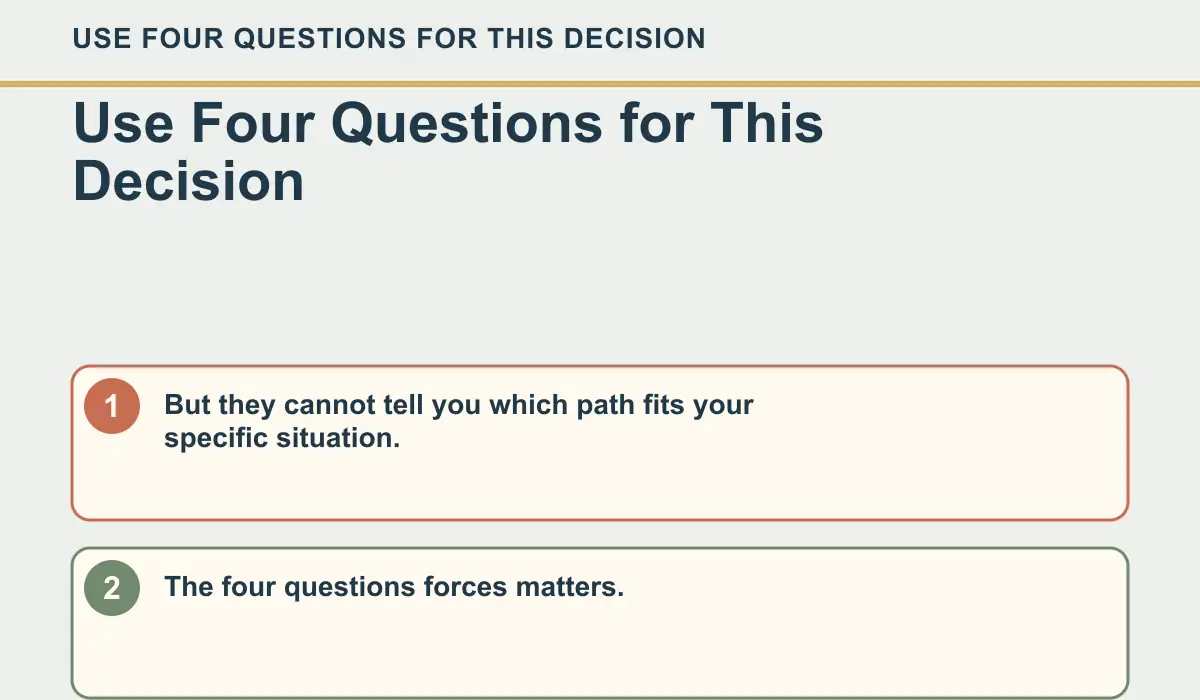 USE FOUR QUESTIONS FOR THIS DECISION
Use Four Questions for This
Decision
1
But they cannot tell you which path fits your
specific situation.
2
The four questions forces matters.